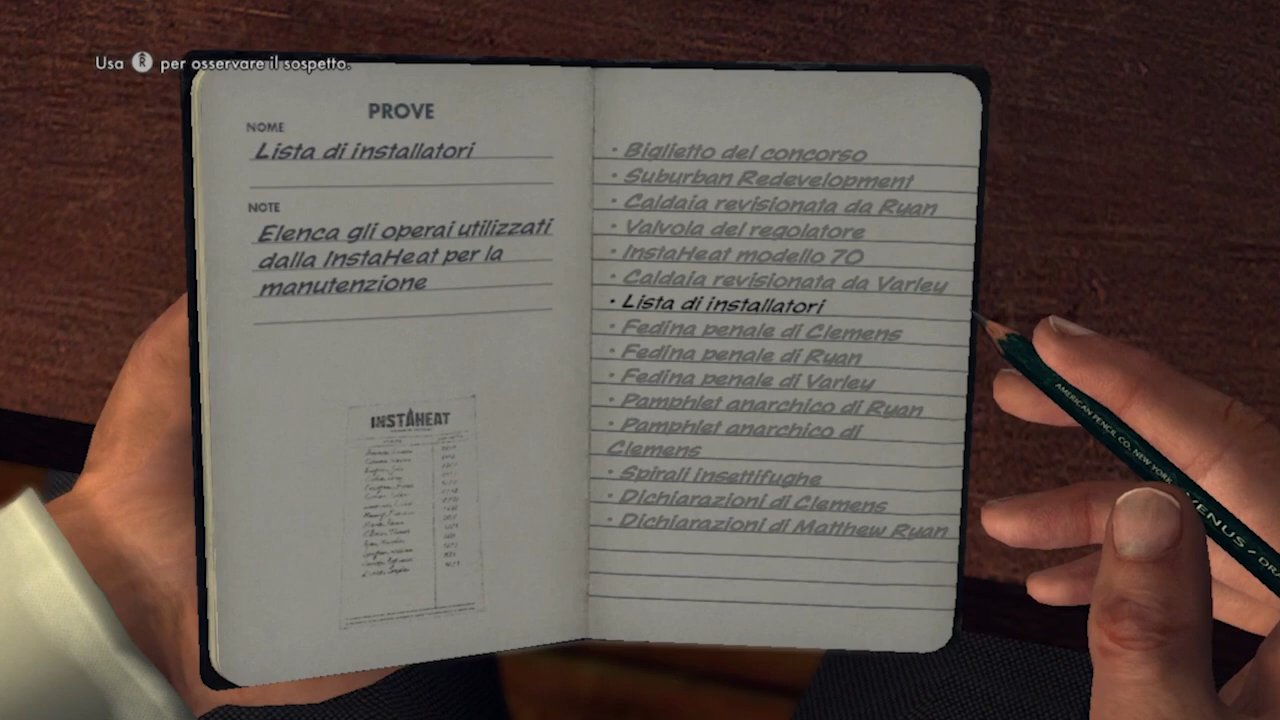 Usa R per osservare il sospetto.
PROVE
NOME
Lista di installatori
NOTE
Elenca gli operai utilizzati
dalla InstaHeat per la
manutenzione
INSTAHEAT
• Biglietto del concorso
• Suburban Redevelopment
• Caldaia revisionata da Ryan
• Valvola del regolatore
• InstaHeat modello 70
• Caldaia revisionata da Varley
• Lista di installatori
• Fedina penale di Clemens
• Fedina penale di Ryan
• Fedina penale di Varley
• Pamphlet anarchico di Ryan
• Pamphlet anarchico di
Clemens
• Spirali insettifughe
• Dichiarazioni di Clemens
• Dichiarazioni di Matthew Ryan
AMERICAN PENCIL CO. NEW YORK
VENUS / DRA